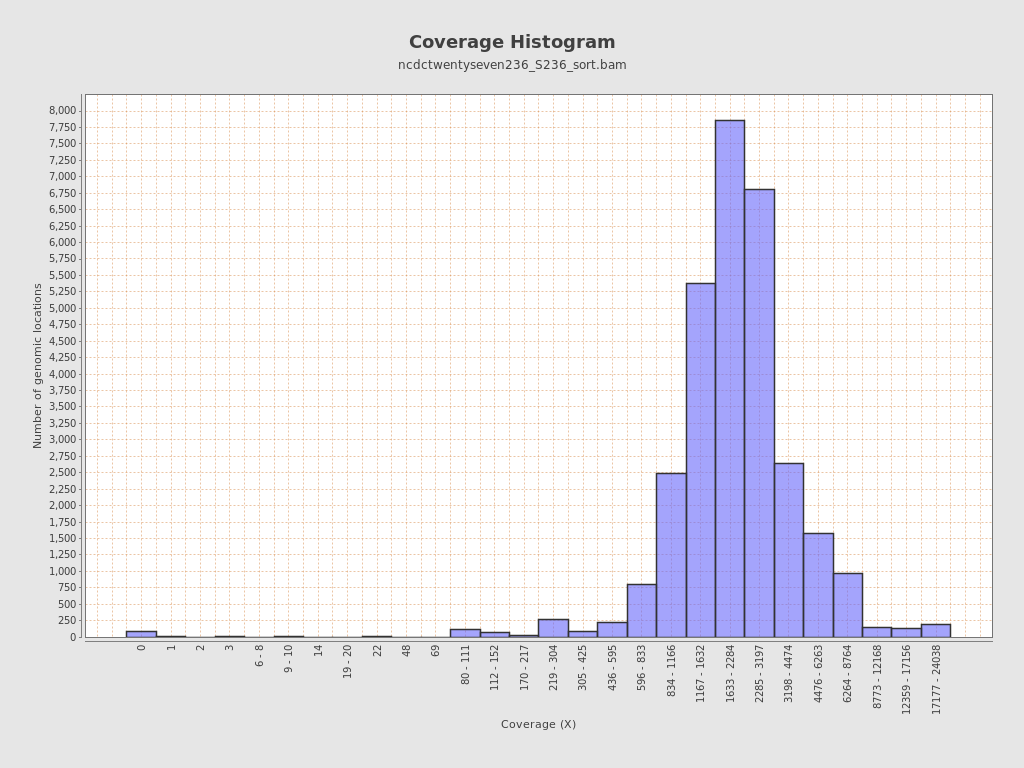 Coverage Histogram
ncdctwentyseven236_S236_sort.bam
Number of genomic locations
8,000
7,750
7,500
7,250
7,000
6,750
6,500
6,250
6,000
5,750
5,500
5,250
5,000
4,750
4,500
4,250
4,000
3,750
3,500
3,250
3,000
2,750
2,500
2,250
2,000
1,750
1,500
1,250
1,000
750
500
250
0
0
1
2
3
6 - 8
9 - 10
14
19 - 20
22
48
69
80 - 111
112 - 152
170 - 217
219 - 304
305 - 425
436 - 595
596 - 833
834 - 1166
1167 - 1632
1633 - 2284
2285 - 3197
3198 - 4474
4476 - 6263
6264 - 8764
8773 - 12168
12359 - 17156
17177 - 24038
Coverage (X)